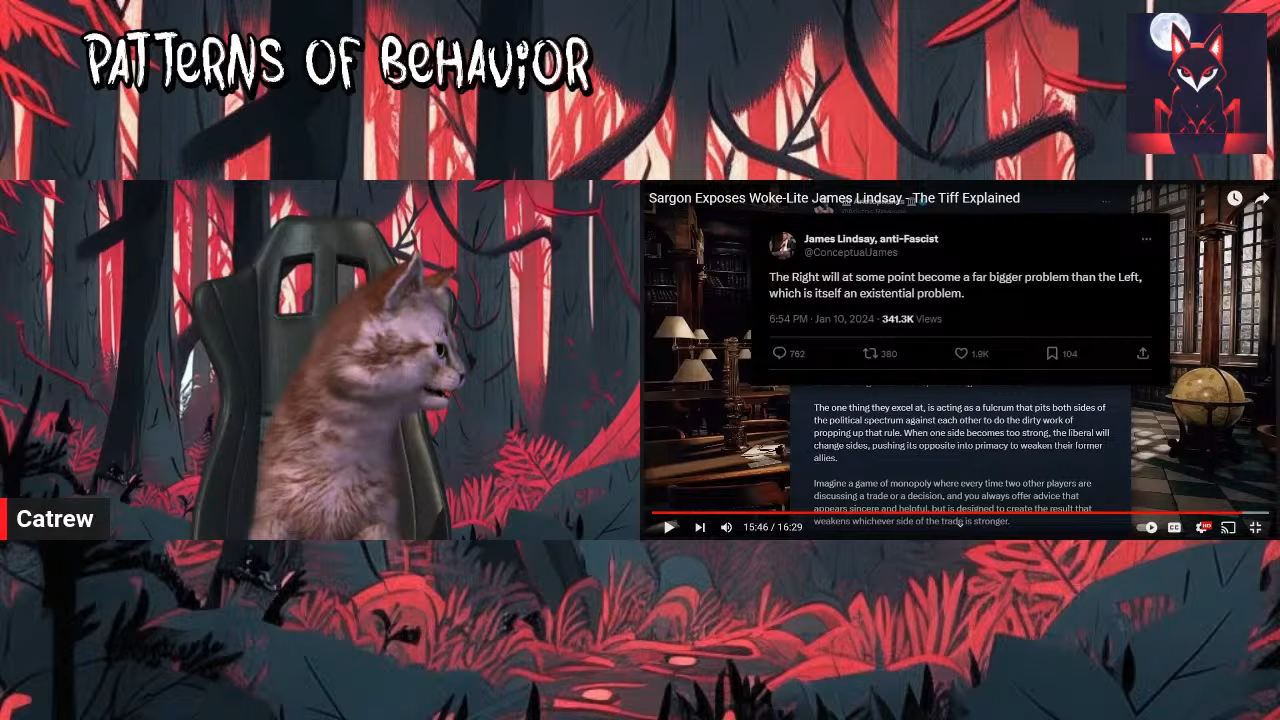 PATTERNS OF BEHAVIOR
Sargon Exposes Woke-Lite James Lindsay - The Tiff Explained
James Lindsay, anti-Fascist
@ConceptualJames
The Right will at some point become a far bigger problem than the Left,
which is itself an existential problem.
6:54 PM · Jan 10, 2024 · 341.3K Views
762 380 1.9K 104
The one thing they excel at, is acting as a fulcrum that pits both sides of
the political spectrum against each other to do the dirty work of
propping up that rule. When one side becomes too strong, the liberal will
change sides, pushing its opposite into primacy to weaken their former
allies.
Imagine a game of monopoly where every time two other players are
discussing a trade or a decision, and you always offer advice that
appears sincere and helpful, but is designed to create the result that
weakens whichever side of the trade is stronger.
15:46 / 16:29
CC
HD
Catrew